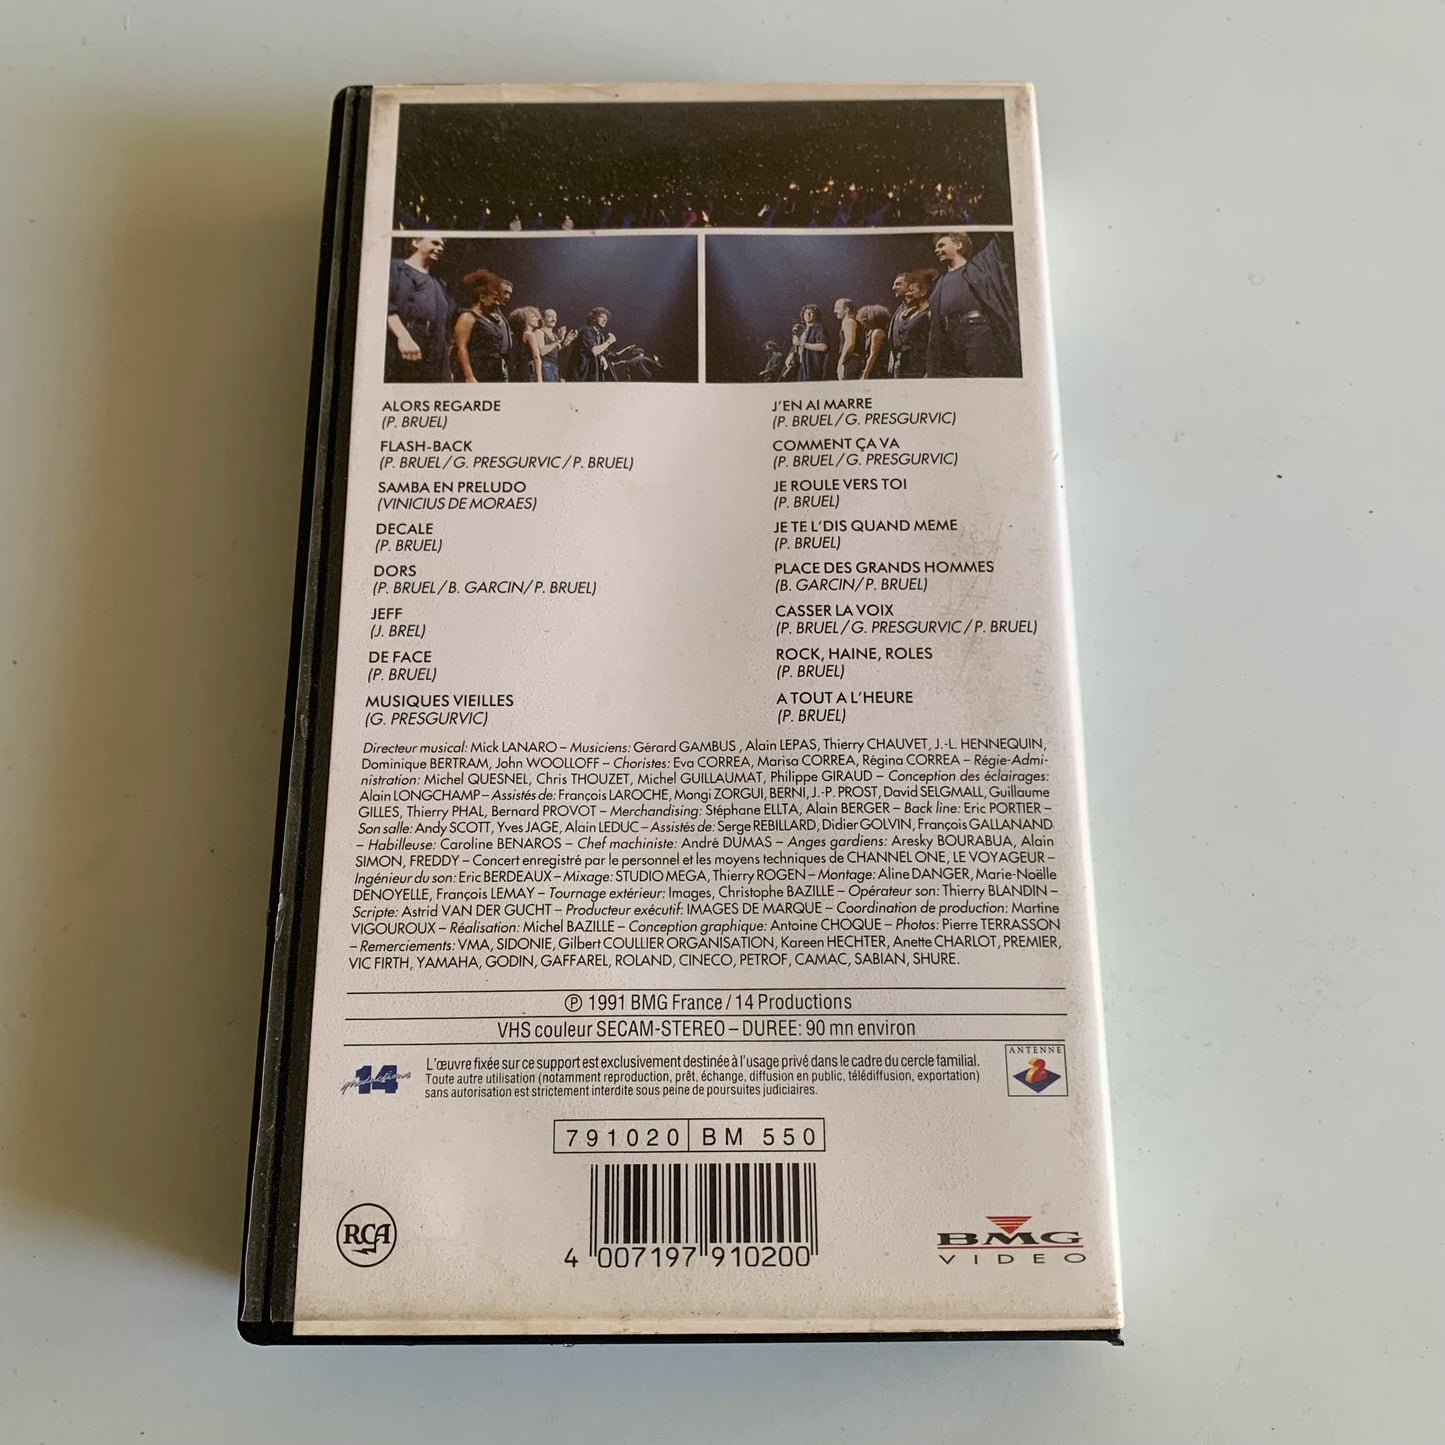 ALORS REGARDE
(P. BRUEL)
FLASH-BACK
(P. BRUEL/G. PRESGURVIC/P. BRUEL)
SAMBA EN PRELUDO
(VINICIUS DE MORAES)
DECALE
(P. BRUEL)
DORS
(P. BRUEL/B. GARCIN/P. BRUEL)
JEFF
(J. BREL)
DE FACE
(P. BRUEL)
MUSIQUES VIEILLES
(G. PRESGURVIC)
J'EN AI MARRE
(P. BRUEL/G. PRESGURVIC)
COMMENT ÇA VA
(P. BRUEL/G. PRESGURVIC)
JE ROULE VERS TOI
(P. BRUEL)
JE TE L'DIS QUAND MEME
(P. BRUEL)
PLACE DES GRANDS HOMMES
(B. GARCIN/P. BRUEL)
CASSER LA VOIX
(P. BRUEL/G. PRESGURVIC/P. BRUEL)
ROCK, HAINE, ROLES
(P. BRUEL)
A TOUT A L'HEURE
(P. BRUEL)
Directeur musical: Mick LANARO – Musiciens: Gérard GAMBUS , Alain LEPAS, Thierry CHAUVET, J.-L. HENNEQUIN,
Dominique BERTRAM, John WOOLLOFF – Choristes: Eva CORREA, Marisa CORREA, Régina CORREA – Régie-Admi-
nistration: Michel QUESNEL, Chris THOUZET, Michel GUILLAUMAT, Philippe GIRAUD – Conception des éclairages:
Alain LONGCHAMP – Assistés de: François LAROCHE, Mongi ZORGUI, BERNI, J.-P. PROST, David SELGMALL, Guillaume
GILLES, Thierry PHAL, Bernard PROVOT – Merchandising: Stéphane ELLTA, Alain BERGER – Back line: Eric PORTIER –
Son salle: Andy SCOTT, Yves JAGE, Alain LEDUC – Assistés de: Serge REBILLARD, Didier GOLVIN, François GALLANAND
– Habilleuse: Caroline BENAROS – Chef machiniste: André DUMAS – Anges gardiens: Aresky BOURABUA, Alain
SIMON, FREDDY – Concert enregistré par le personnel et les moyens techniques de CHANNEL ONE, LE VOYAGEUR –
Ingénieur du son: Eric BERDEAUX – Mixage: STUDIO MEGA, Thierry ROGEN – Montage: Aline DANGER, Marie-Noëlle
DENOYELLE, François LEMAY – Tournage extérieur: Images, Christophe BAZILLE – Opérateur son: Thierry BLANDIN –
Scripte: Astrid VAN DER GUCHT – Producteur exécutif: IMAGES DE MARQUE – Coordination de production: Martine
VIGOUROUX – Réalisation: Michel BAZILLE – Conception graphique: Antoine CHOQUE – Photos: Pierre TERRASSON
– Remerciements: VMA, SIDONIE, Gilbert COULLIER ORGANISATION, Kareen HECHTER, Anette CHARLOT, PREMIER,
VIC FIRTH, YAMAHA, GODIN, GAFFAREL, ROLAND, CINECO, PETROF, CAMAC, SABIAN, SHURE.
Ⓟ 1991 BMG France / 14 Productions
VHS couleur SECAM-STEREO – DUREE: 90 mn environ
14 productions
L'œuvre fixée sur ce support est exclusivement destinée à l'usage privé dans le cadre du cercle familial.
Toute autre utilisation (notamment reproduction, prêt, échange, diffusion en public, télédiffusion, exportation)
sans autorisation est strictement interdite sous peine de poursuites judiciaires.
ANTENNE
2
791020 BM 550
4 007197 910200
RCA
BMG
VIDEO